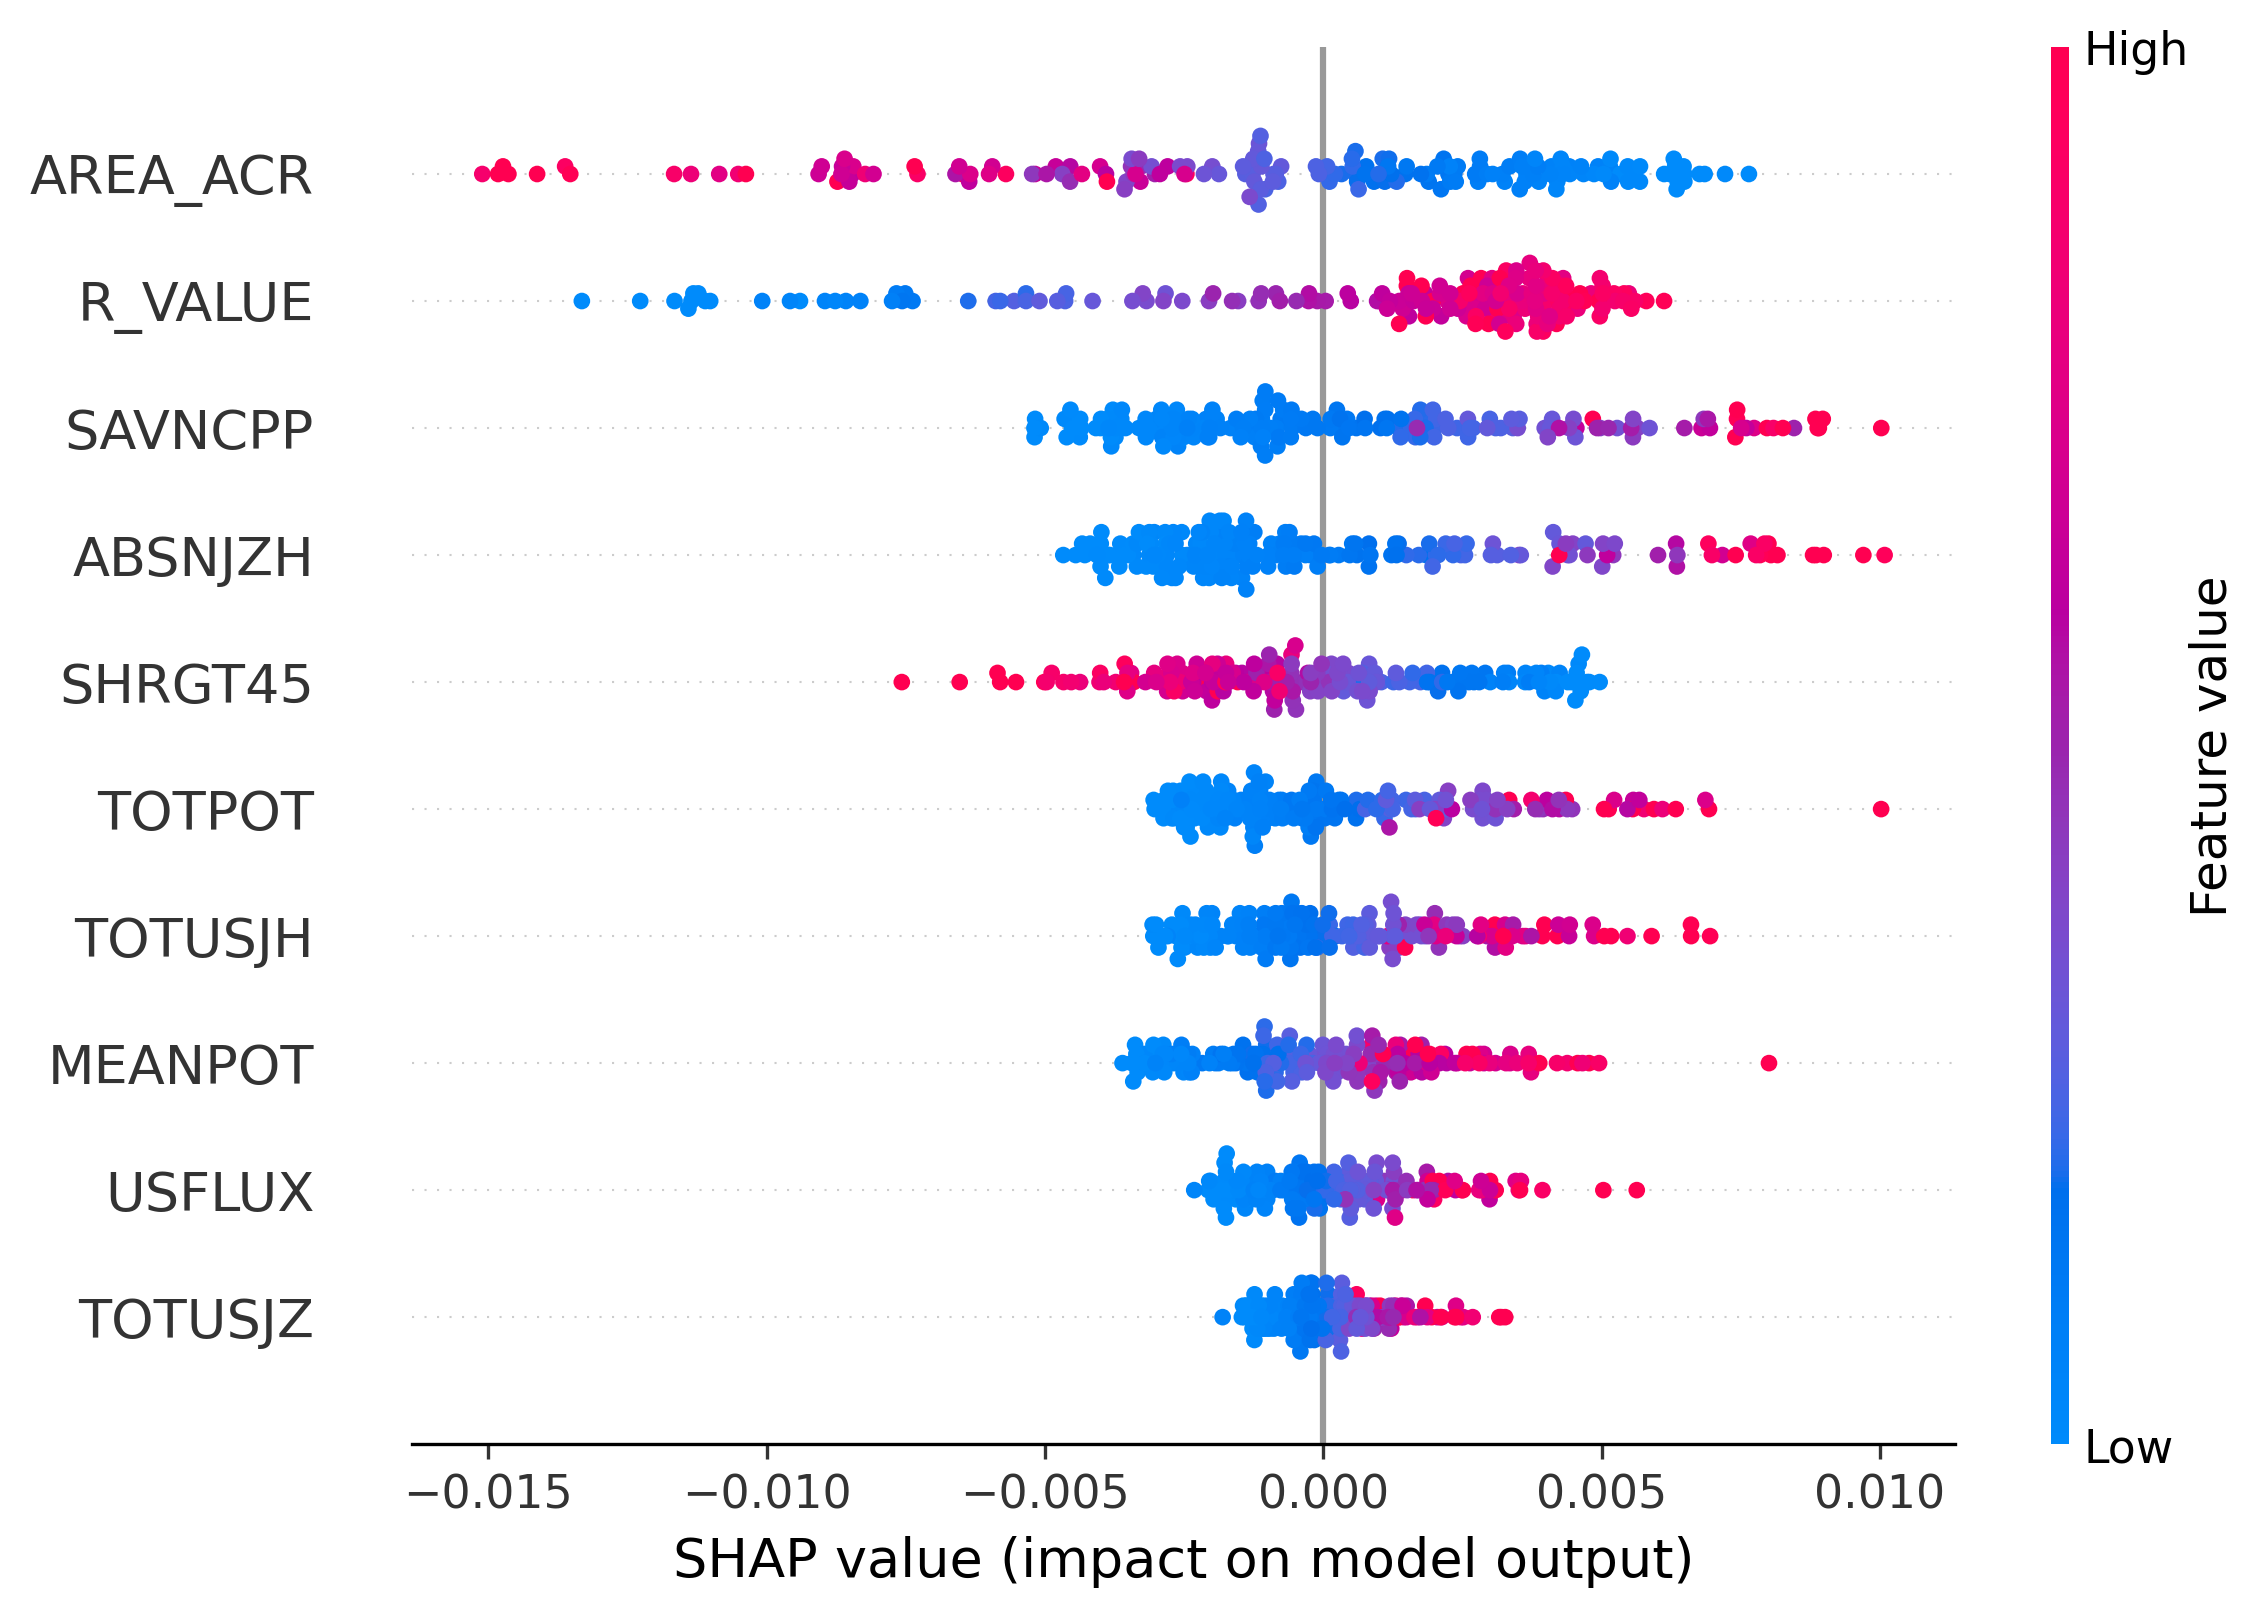 High
AREA_ACR
R_VALUE
SAVNCPP
ABSNJZH
SHRGT45
TOTPOT
TOTUSJH
MEANPOT
USFLUX
TOTUSJZ
Feature value
Low
−0.015 −0.010 −0.005 0.000 0.005 0.010
SHAP value (impact on model output)